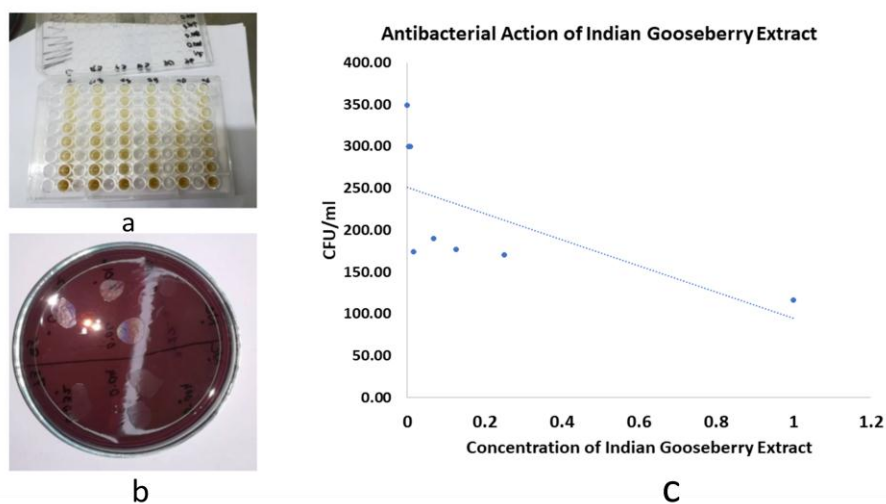 a
b
Antibacterial Action of Indian Gooseberry Extract
400.00
350.00
300.00
250.00
200.00
150.00
100.00
50.00
0.00
CFU/ml
0 0.2 0.4 0.6 0.8 1 1.2
Concentration of Indian Gooseberry Extract
c